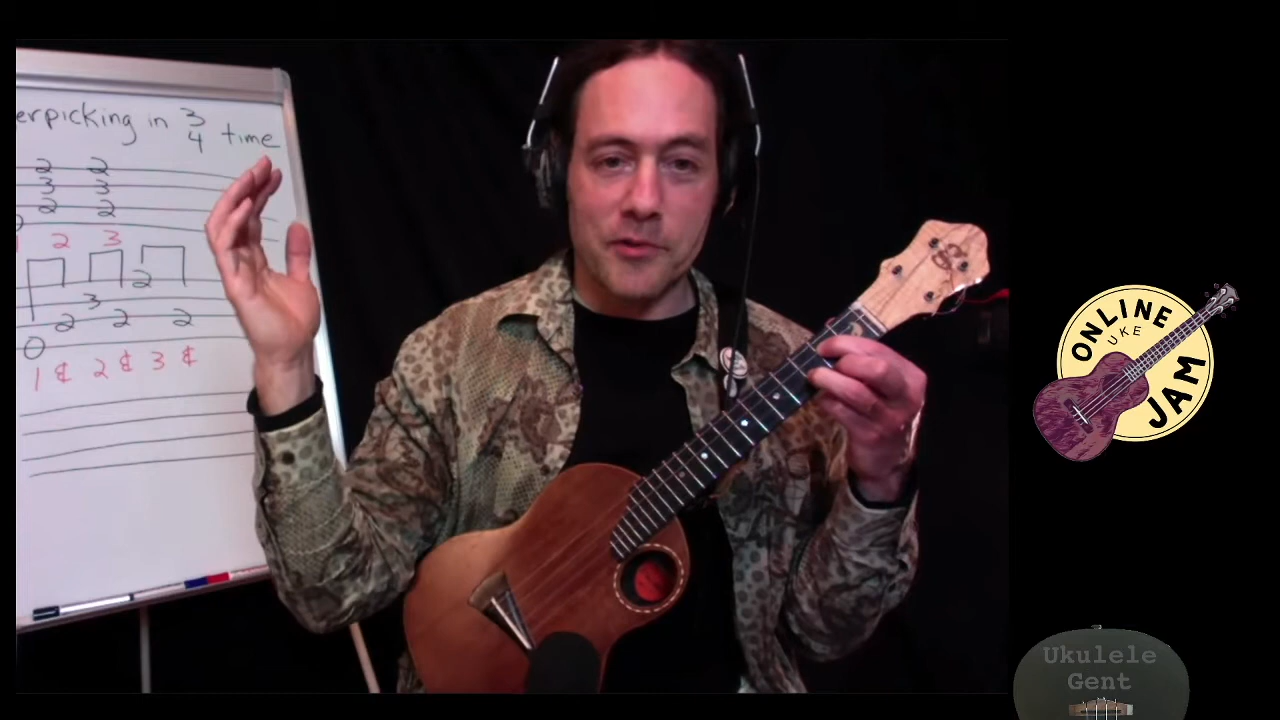 erpicking in 3/4 time
2 2
3 3
2 2
2 3
2
3
2 2 2
0
1 & 2 & 3 &
ONLINE
UKE
JAM
Ukulele
Gent